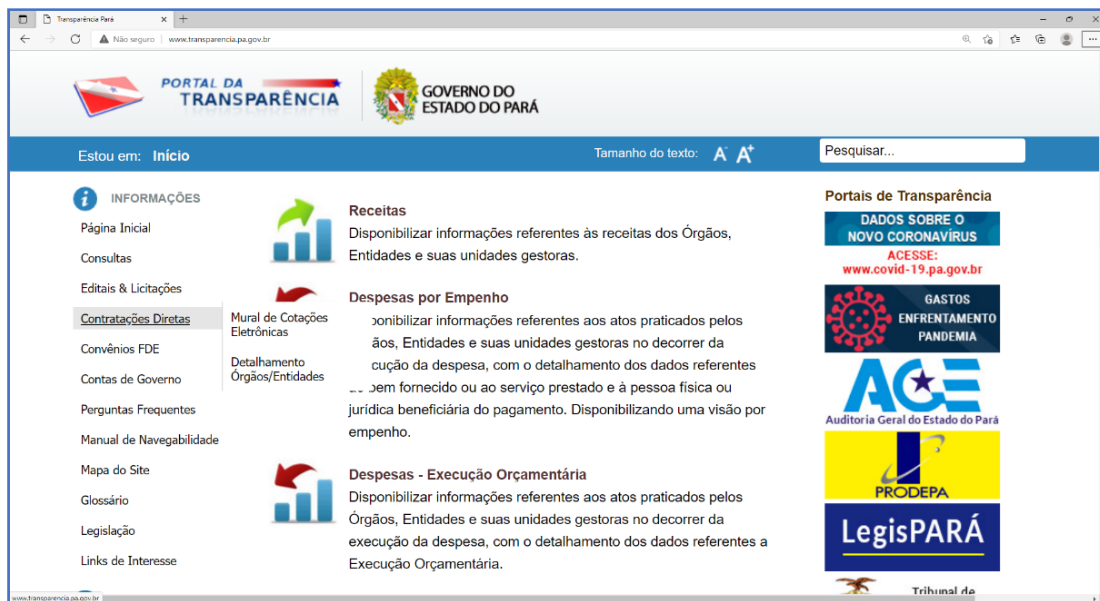 Transparência Pará
Não seguro | www.transparencia.pa.gov.br
PORTAL DA
TRANSPARÊNCIA
GOVERNO DO
ESTADO DO PARÁ
Estou em: Início
Tamanho do texto: A- A+
Pesquisar...
INFORMAÇÕES
Página Inicial
Consultas
Editais & Licitações
Contratações Diretas
Convênios FDE
Contas de Governo
Perguntas Frequentes
Manual de Navegabilidade
Mapa do Site
Glossário
Legislação
Links de Interesse
Mural de Cotações
Eletrônicas
Detalhamento
Órgãos/Entidades
Receitas
Disponibilizar informações referentes às receitas dos Órgãos,
Entidades e suas unidades gestoras.
Despesas por Empenho
ponibilizar informações referentes aos atos praticados pelos
ãos, Entidades e suas unidades gestoras no decorrer da
cução da despesa, com o detalhamento dos dados referentes
bem fornecido ou ao serviço prestado e à pessoa física ou
jurídica beneficiária do pagamento. Disponibilizando uma visão por
empenho.
Despesas - Execução Orçamentária
Disponibilizar informações referentes aos atos praticados pelos
Órgãos, Entidades e suas unidades gestoras no decorrer da
execução da despesa, com o detalhamento dos dados referentes a
Execução Orçamentária.
Portais de Transparência
DADOS SOBRE O
NOVO CORONAVÍRUS
ACESSE:
www.covid-19.pa.gov.br
GASTOS
ENFRENTAMENTO
PANDEMIA
AGE
Auditoria Geral do Estado do Pará
PRODEPA
LegisPARÁ
Tribunal de
www.transparencia.pa.gov.br